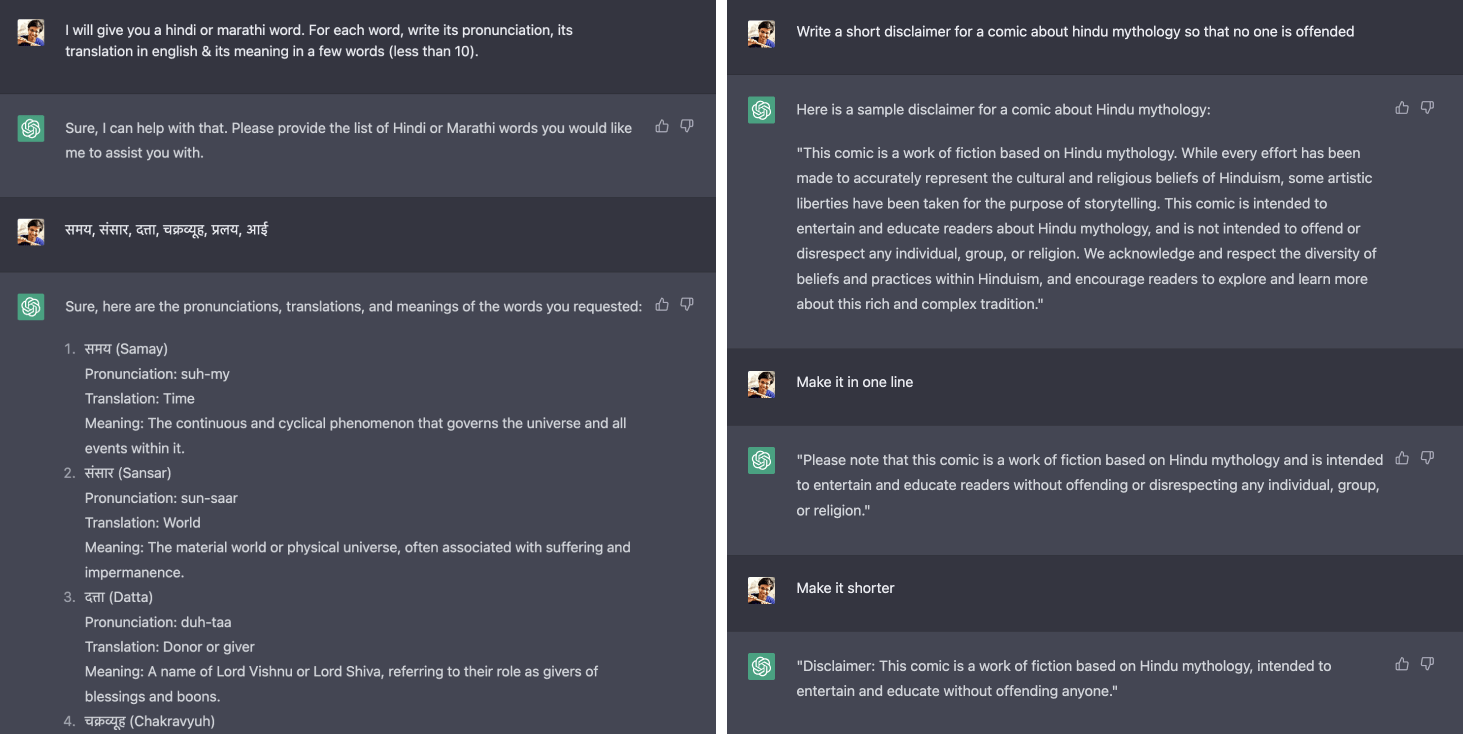 I will give you a hindi or marathi word. For each word, write its pronunciation, its
translation in english & its meaning in a few words (less than 10).
Sure, I can help with that. Please provide the list of Hindi or Marathi words you would like
me to assist you with.
समय, संसार, दत्ता, चक्रव्यूह, प्रलय, आई
Sure, here are the pronunciations, translations, and meanings of the words you requested:
1. समय (Samay)
Pronunciation: suh-my
Translation: Time
Meaning: The continuous and cyclical phenomenon that governs the universe and all
events within it.
2. संसार (Sansar)
Pronunciation: sun-saar
Translation: World
Meaning: The material world or physical universe, often associated with suffering and
impermanence.
3. दत्ता (Datta)
Pronunciation: duh-taa
Translation: Donor or giver
Meaning: A name of Lord Vishnu or Lord Shiva, referring to their role as givers of
blessings and boons.
4. चक्रव्यूह (Chakravyuh)
Write a short disclaimer for a comic about hindu mythology so that no one is offended
Here is a sample disclaimer for a comic about Hindu mythology:
"This comic is a work of fiction based on Hindu mythology. While every effort has been
made to accurately represent the cultural and religious beliefs of Hinduism, some artistic
liberties have been taken for the purpose of storytelling. This comic is intended to
entertain and educate readers about Hindu mythology, and is not intended to offend or
disrespect any individual, group, or religion. We acknowledge and respect the diversity of
beliefs and practices within Hinduism, and encourage readers to explore and learn more
about this rich and complex tradition."
Make it in one line
"Please note that this comic is a work of fiction based on Hindu mythology and is intended
to entertain and educate readers without offending or disrespecting any individual, group,
or religion."
Make it shorter
"Disclaimer: This comic is a work of fiction based on Hindu mythology, intended to
entertain and educate without offending anyone."